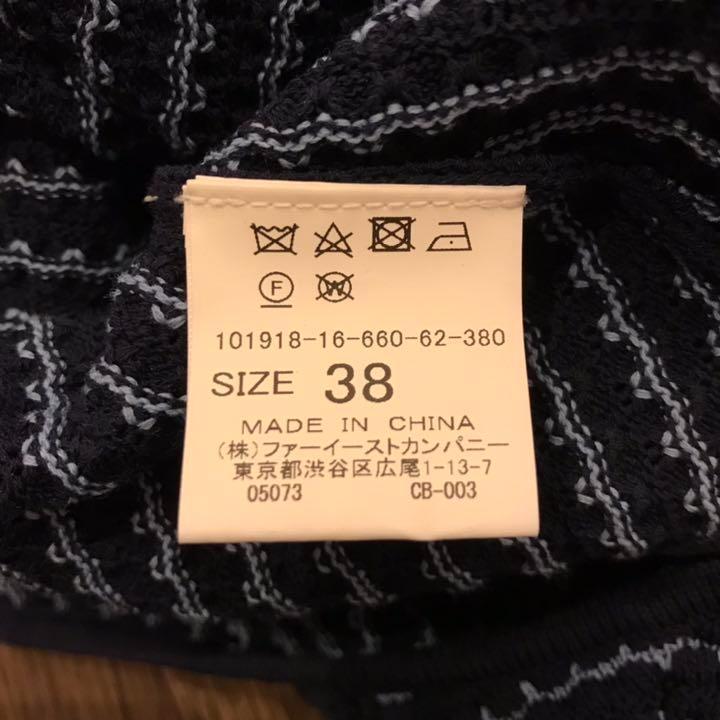 F W
101918-16-660-62-380
SIZE 38
MADE IN CHINA
(株)ファーイーストカンパニー
東京都渋谷区広尾1-13-7
05073 CB-003